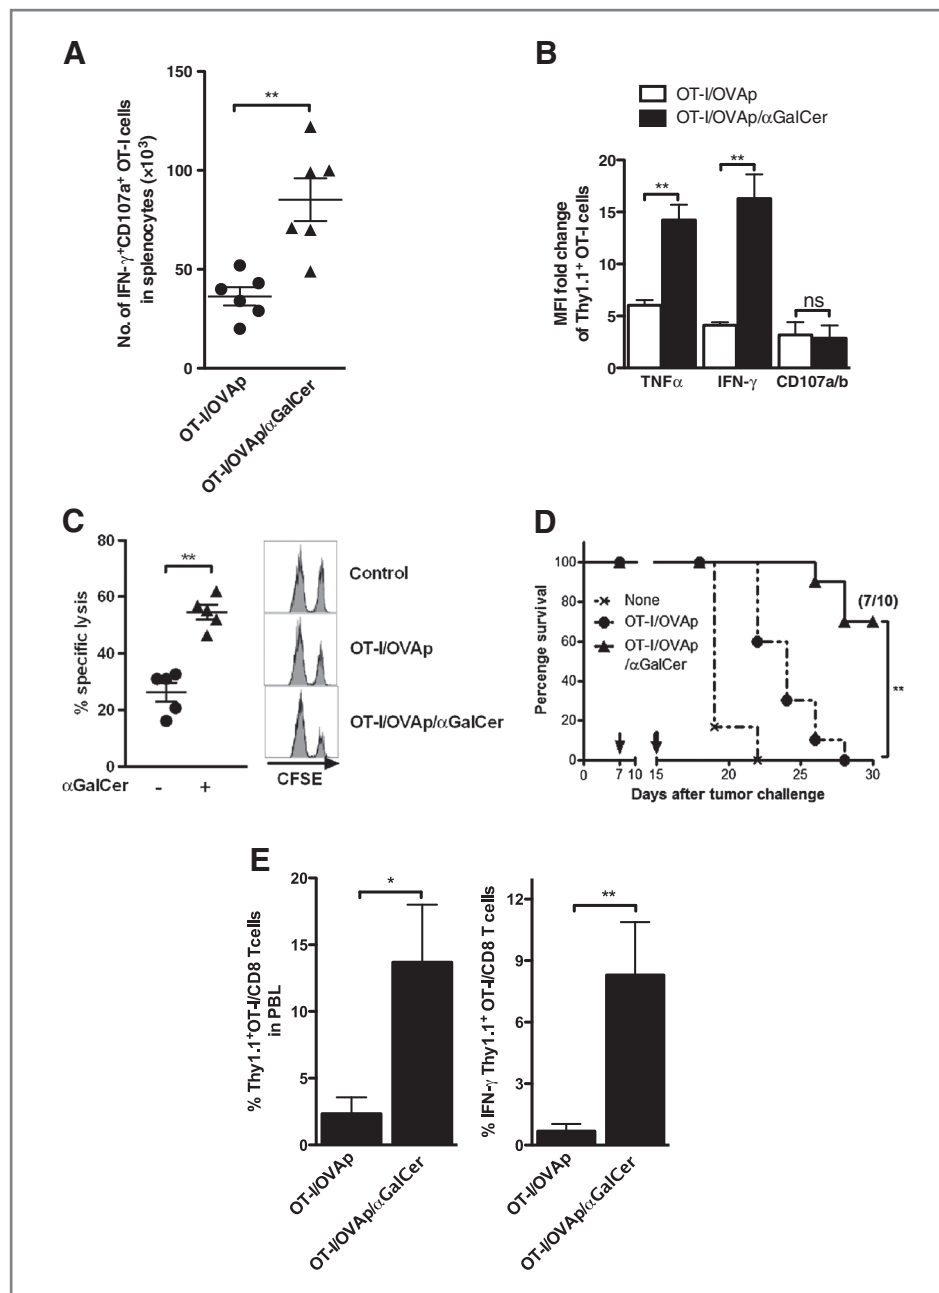 A
No. of IFN-γ⁺CD107a⁺ OT-I cells
in splenocytes (×10³)
150
100
50
0
**
OT-I/OVAp
OT-I/OVAp/αGalCer
B
OT-I/OVAp
OT-I/OVAp/αGalCer
MFI fold change
of Thy1.1⁺ OT-I cells
20
15
10
5
0
**
**
ns
TNFα IFN-γ CD107a/b
C
% specific lysis
80
60
40
20
0
**
αGalCer - +
Control
OT-I/OVAp
OT-I/OVAp/αGalCer
CFSE
D
Percenge survival
100
80
60
40
20
0
None
OT-I/OVAp
OT-I/OVAp
/αGalCer
(7/10)
**
0 7 10 15 20 25 30
Days after tumor challenge
E
% Thy1.1⁺OT-I/CD8 Tcells
in PBL
20
15
10
5
0
*
OT-I/OVAp
OT-I/OVAp/αGalCer
% IFN-γ Thy1.1⁺ OT-I/CD8 T cells
12
9
6
3
0
**
OT-I/OVAp
OT-I/OVAp/αGalCer